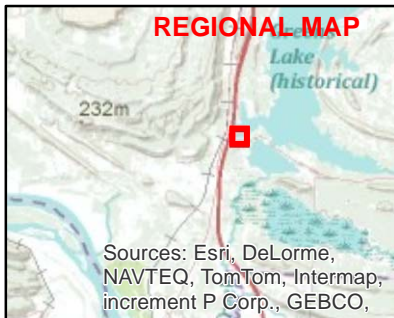 REGIONAL MAP
Lake
(historical)
232m
Sources: Esri, DeLorme,
NAVTEQ, TomTom, Intermap,
increment P Corp., GEBCO,